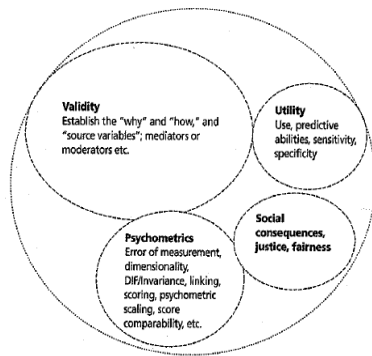 Validity
Establish the "why" and "how," and
"source variables"; mediators or
moderators etc.
Utility
Use, predictive
abilities, sensitivity,
specificity
Social
consequences,
justice, fairness
Psychometrics
Error of measurement,
dimensionality,
DIF/Invariance, linking,
scoring, psychometric
scaling, score
comparability, etc.